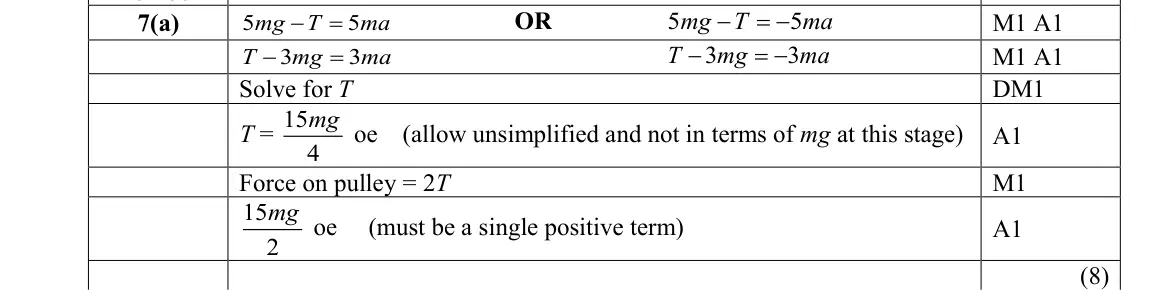 7(a) 5mg – T = 5ma OR 5mg – T = –5ma M1 A1
T – 3mg = 3ma T – 3mg = –3ma M1 A1
Solve for T DM1
T = 15mg/4 oe (allow unsimplified and not in terms of mg at this stage) A1
Force on pulley = 2T M1
15mg/2 oe (must be a single positive term) A1
(8)